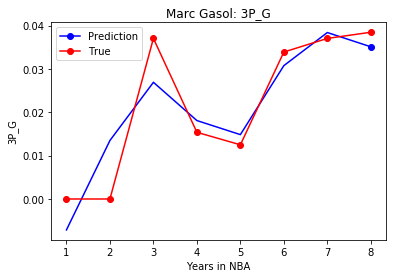 Marc Gasol: 3P_G
Prediction
True
3P_G
0.04
0.03
0.02
0.01
0.00
1 2 3 4 5 6 7 8
Years in NBA